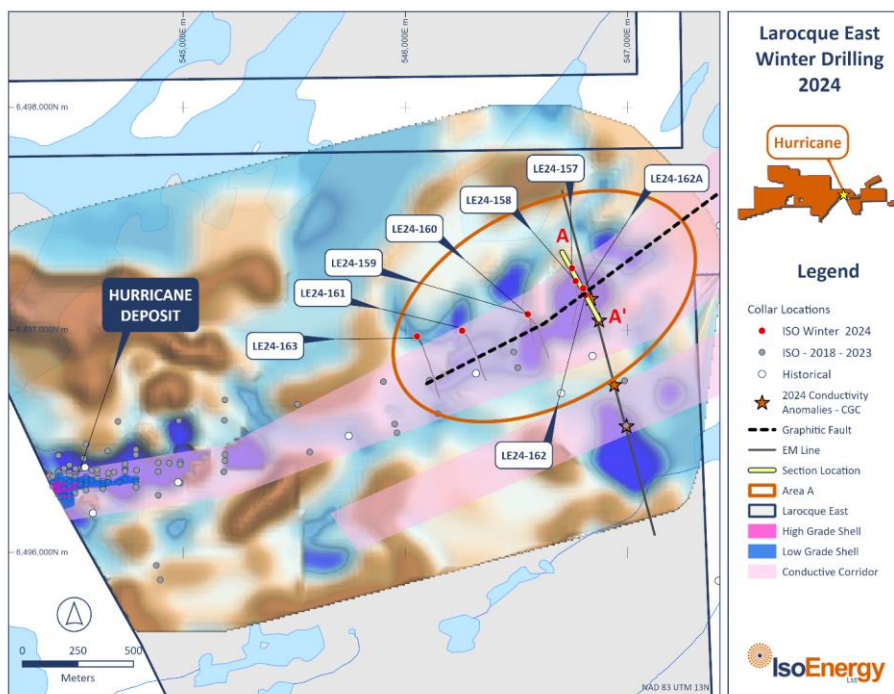 545,000E m
546,000E m
547,000E m
6,498,000N m
6,497,000N m
6,496,000N m
LE24-157
LE24-162A
LE24-158
LE24-160
LE24-159
LE24-161
LE24-163
LE24-162
A
A'
HURRICANE
DEPOSIT
0 250 500
Meters
NAD 83 UTM 13N
Larocque East
Winter Drilling
2024
Hurricane
Legend
Collar Locations
ISO Winter 2024
ISO - 2018 - 2023
Historical
2024 Conductivity
Anomalies - CGC
Graphitic Fault
EM Line
Section Location
Area A
Larocque East
High Grade Shell
Low Grade Shell
Conductive Corridor
IsoEnergy
Ltd